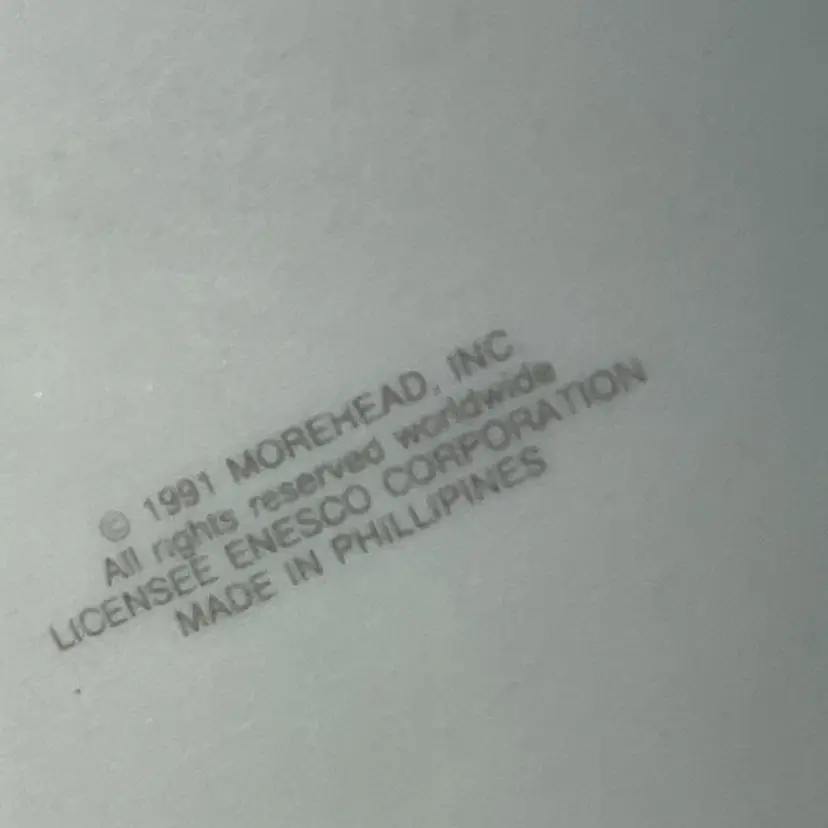 © 1991 MOREHEAD, INC
All rights reserved worldwide
LICENSEE ENESCO CORPORATION
MADE IN PHILLIPINES